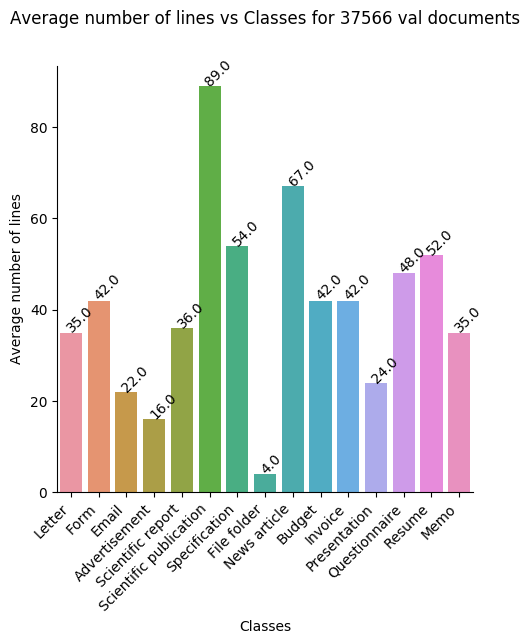 Average number of lines vs Classes for 37566 val documents
Average number of lines
80
60
40
20
0
35.0
42.0
22.0
16.0
36.0
89.0
54.0
4.0
67.0
42.0
42.0
24.0
48.0
52.0
35.0
Letter
Form
Email
Advertisement
Scientific report
Scientific publication
Specification
File folder
News article
Budget
Invoice
Presentation
Questionnaire
Resume
Memo
Classes